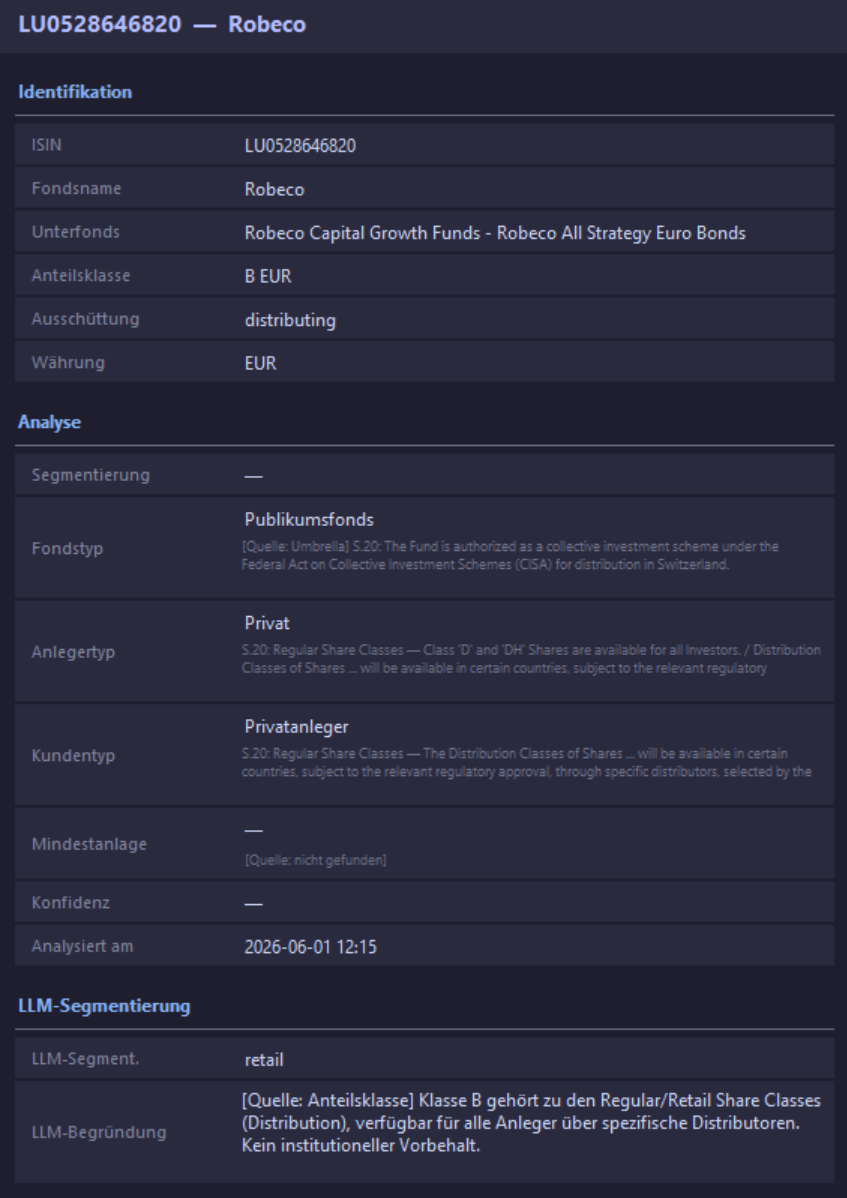 LU0528646820 — Robeco
Identifikation
ISIN LU0528646820
Fondsname Robeco
Unterfonds Robeco Capital Growth Funds - Robeco All Strategy Euro Bonds
Anteilsklasse B EUR
Ausschüttung distributing
Währung EUR
Analyse
Segmentierung —
Fondstyp Publikumsfonds
[Quelle: Umbrella] S.20: The Fund is authorized as a collective investment scheme under the
Federal Act on Collective Investment Schemes (CISA) for distribution in Switzerland.
Anlegertyp Privat
S.20: Regular Share Classes — Class 'D' and 'DH' Shares are available for all Investors. / Distribution
Classes of Shares ... will be available in certain countries, subject to the relevant regulatory
Kundentyp Privatanleger
S.20: Regular Share Classes — The Distribution Classes of Shares ... will be available in certain
countries, subject to the relevant regulatory approval, through specific distributors, selected by the
Mindestanlage —
[Quelle: nicht gefunden]
Konfidenz —
Analysiert am 2026-06-01 12:15
LLM-Segmentierung
LLM-Segment. retail
LLM-Begründung [Quelle: Anteilsklasse] Klasse B gehört zu den Regular/Retail Share Classes
(Distribution), verfügbar für alle Anleger über spezifische Distributoren.
Kein institutioneller Vorbehalt.